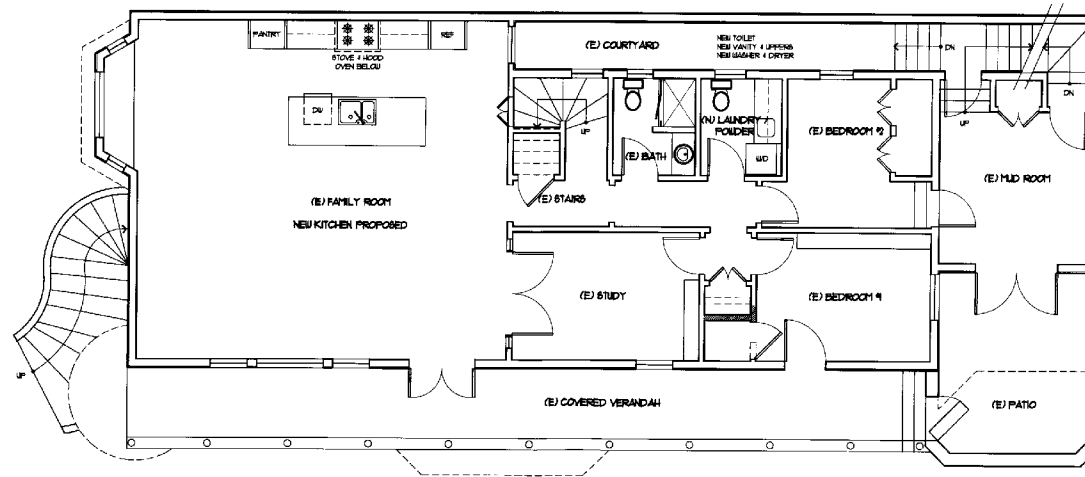 PANTRY
REF
STOVE & HOOD
OVEN BELOW
(E) COURTYARD
NEW TOILET
NEW VANITY & UPPERS
NEW WASHER & DRYER
DN
DN
DW
UP
(N) LAUNDRY /
POWDER
(E) BEDROOM #2
UP
(E) BATH
W/D
(E) MUD ROOM
(E) FAMILY ROOM
NEW KITCHEN PROPOSED
(E) STAIRS
(E) STUDY
(E) BEDROOM #1
UP
(E) COVERED VERANDAH
(E) PATIO